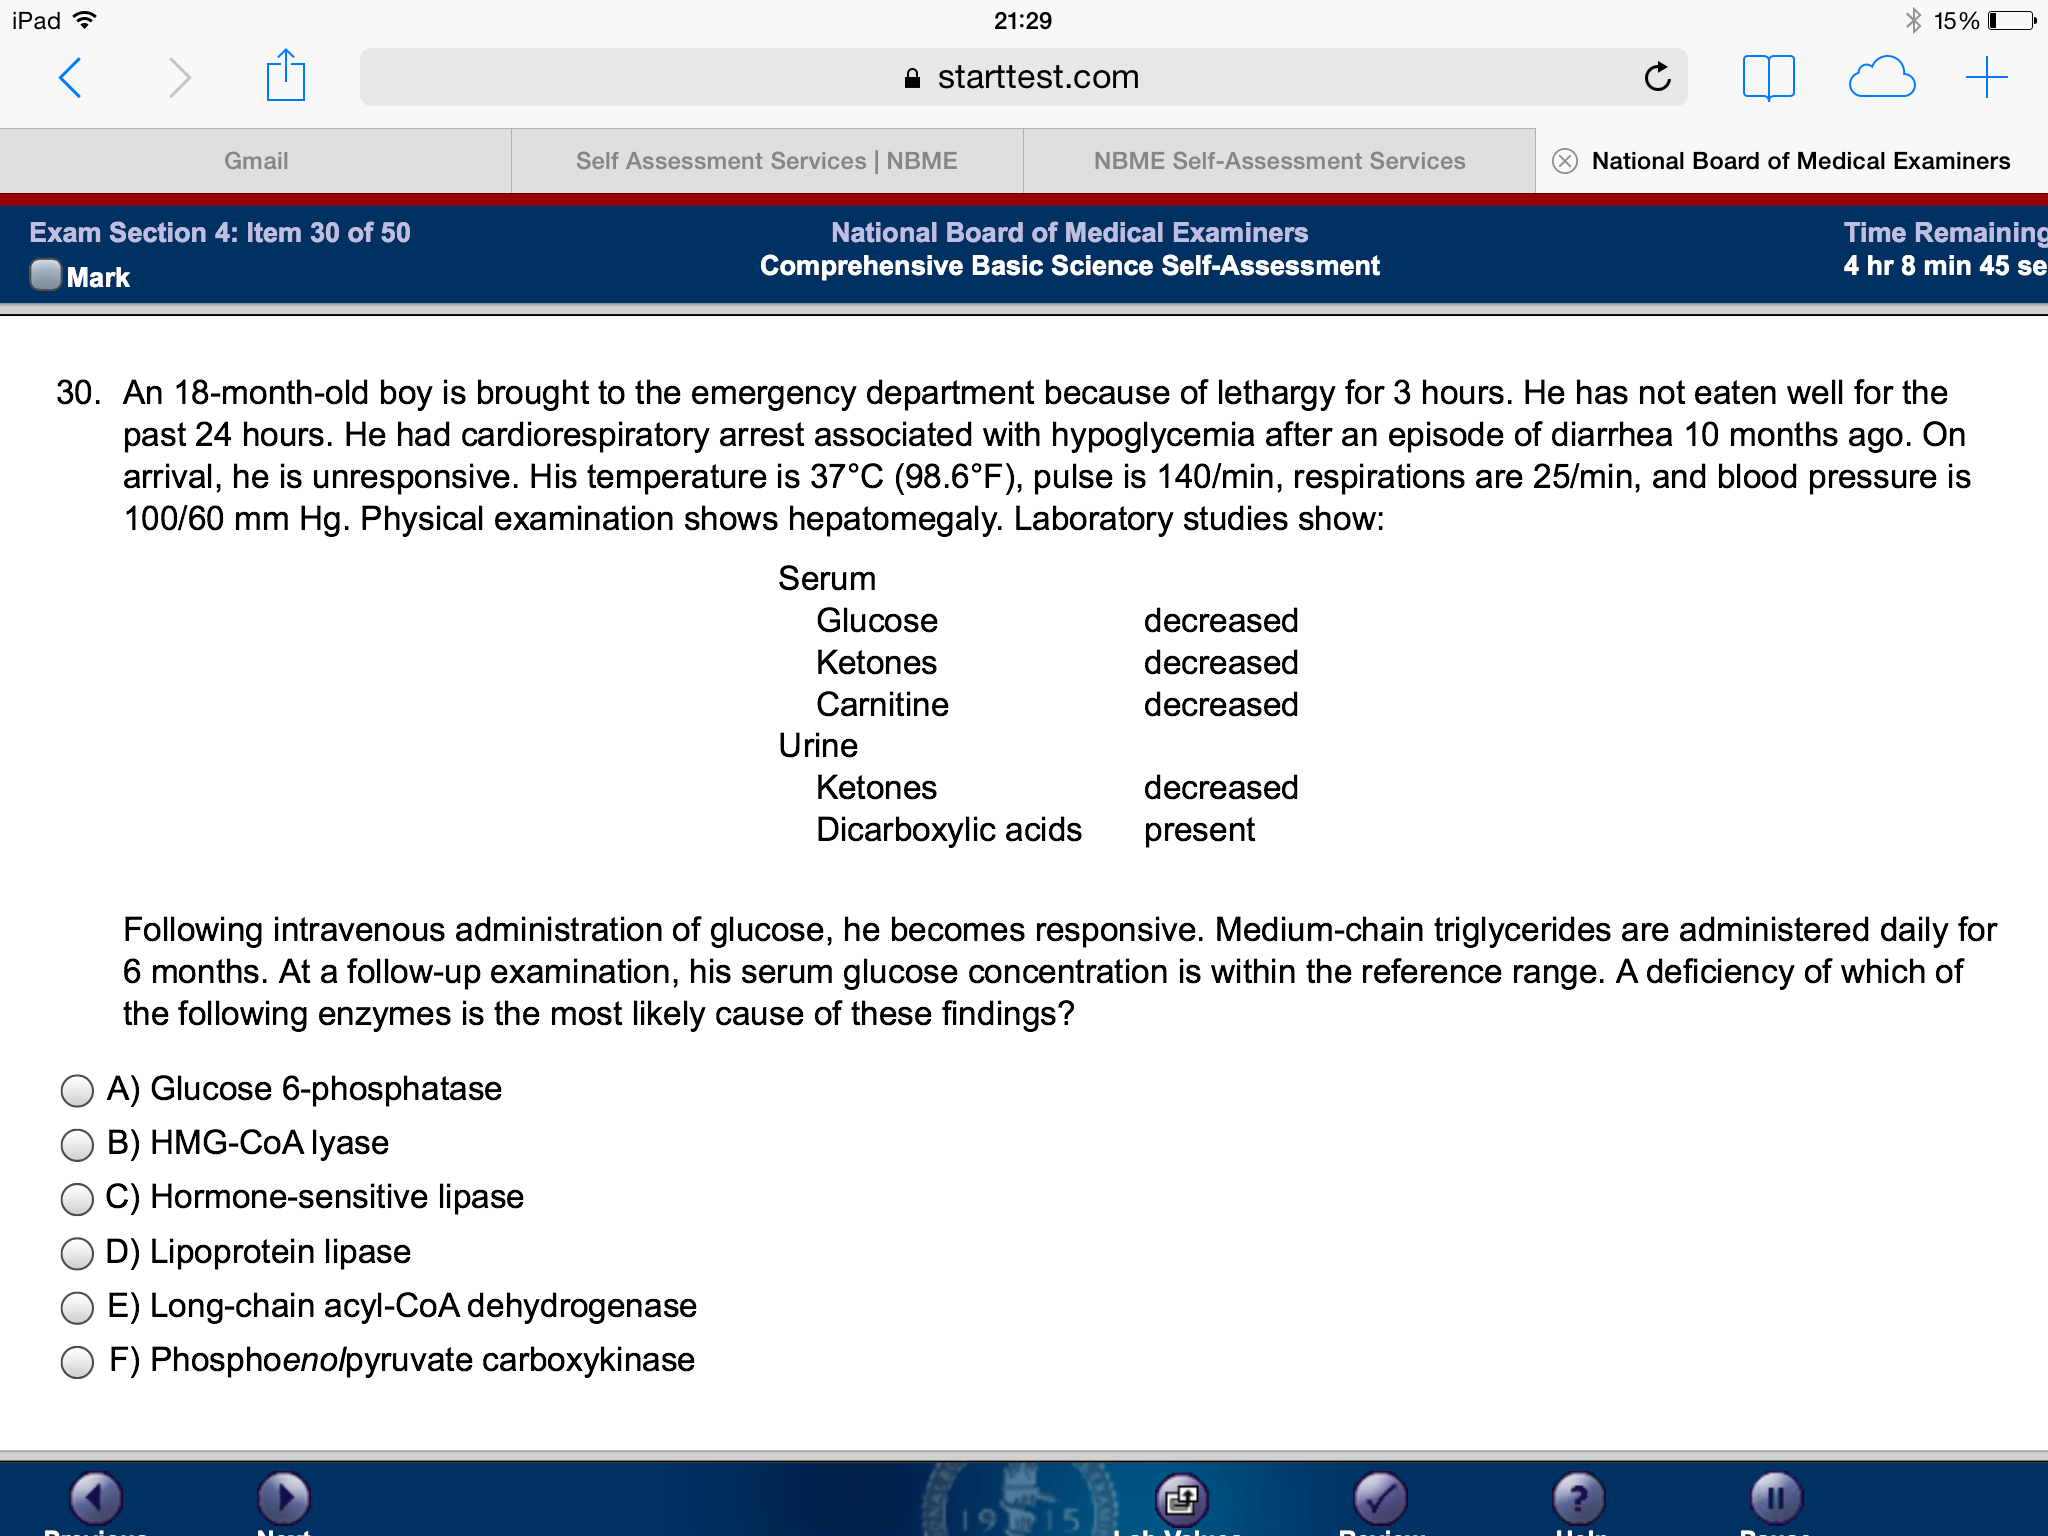 iPad
21:29
15%
starttest.com
Gmail
Self Assessment Services | NBME
NBME Self-Assessment Services
National Board of Medical Examiners
Exam Section 4: Item 30 of 50
National Board of Medical Examiners
Time Remaining
Mark
Comprehensive Basic Science Self-Assessment
4 hr 8 min 45 se
30. An 18-month-old boy is brought to the emergency department because of lethargy for 3 hours. He has not eaten well for the
past 24 hours. He had cardiorespiratory arrest associated with hypoglycemia after an episode of diarrhea 10 months ago. On
arrival, he is unresponsive. His temperature is 37°C (98.6°F), pulse is 140/min, respirations are 25/min, and blood pressure is
100/60 mm Hg. Physical examination shows hepatomegaly. Laboratory studies show:
Serum
Glucose decreased
Ketones decreased
Carnitine decreased
Urine
Ketones decreased
Dicarboxylic acids present
Following intravenous administration of glucose, he becomes responsive. Medium-chain triglycerides are administered daily for
6 months. At a follow-up examination, his serum glucose concentration is within the reference range. A deficiency of which of
the following enzymes is the most likely cause of these findings?
A) Glucose 6-phosphatase
B) HMG-CoA lyase
C) Hormone-sensitive lipase
D) Lipoprotein lipase
E) Long-chain acyl-CoA dehydrogenase
F) Phosphoenolpyruvate carboxykinase
1915